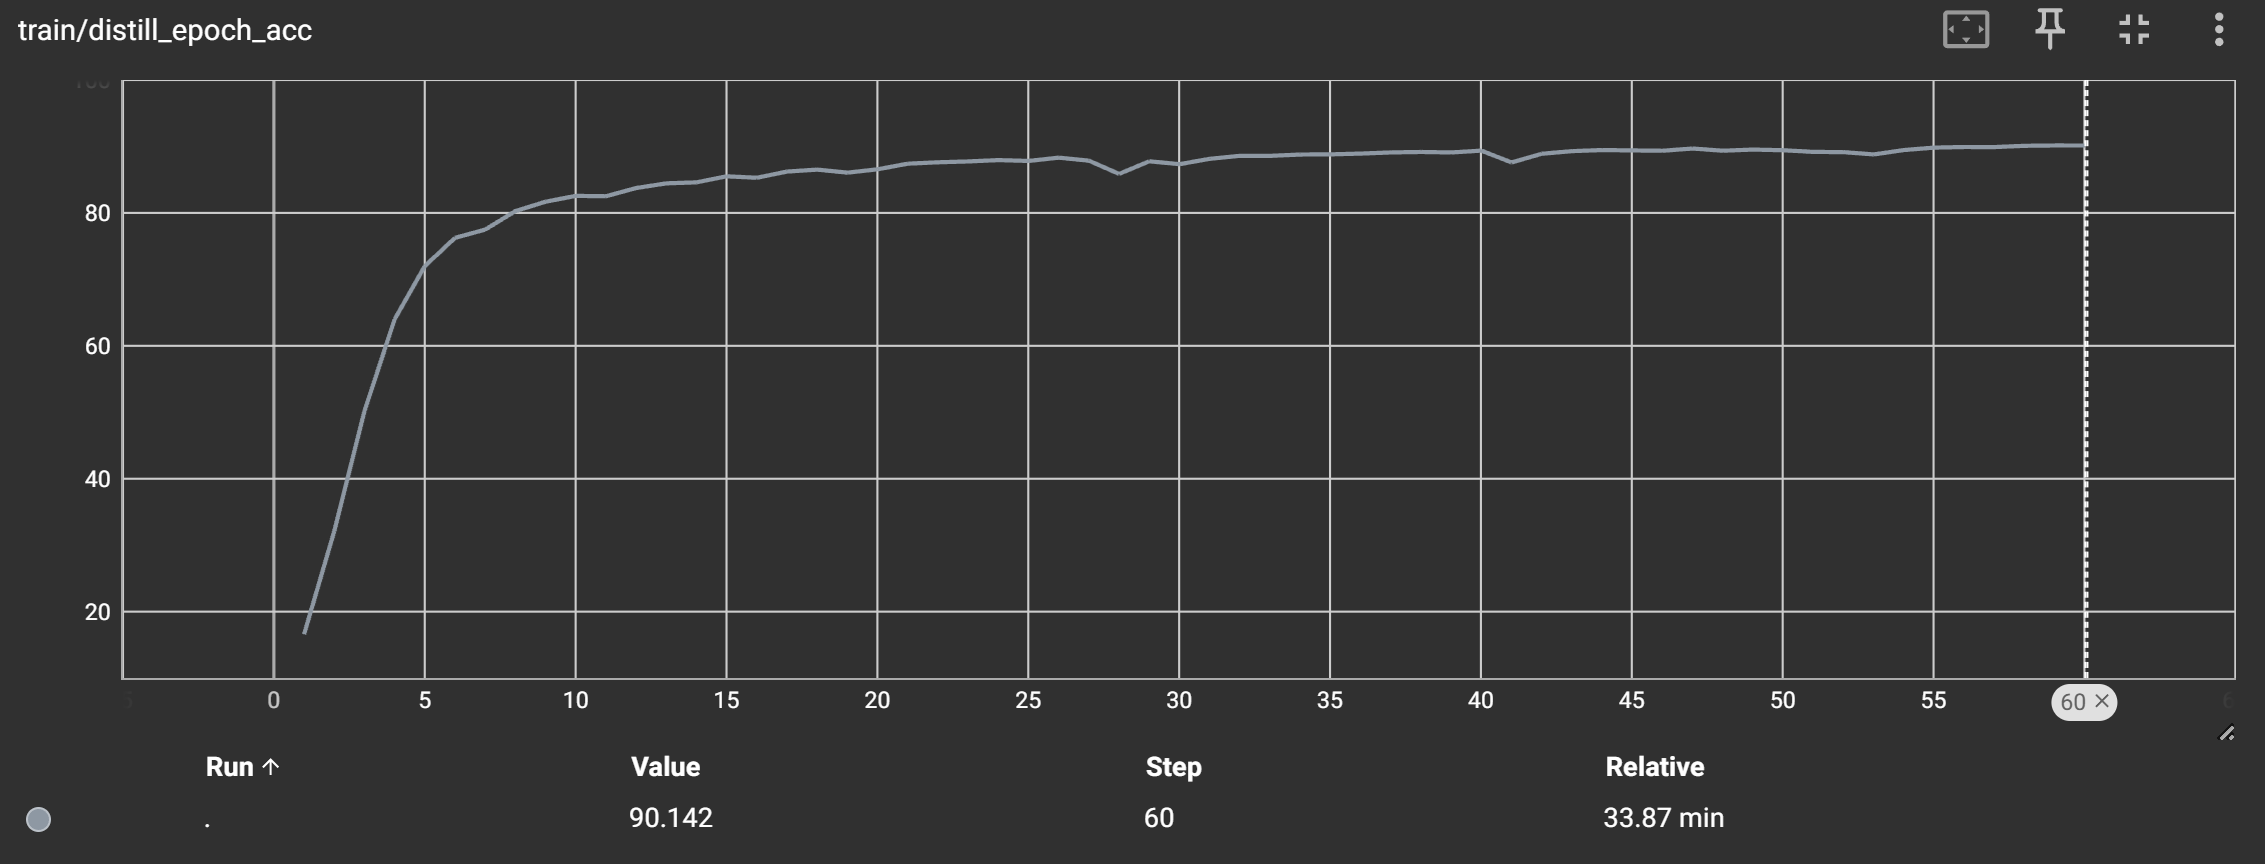 train/distill_epoch_acc
100
80
60
40
20
0 5 10 15 20 25 30 35 40 45 50 55 60 ×
Run ↑ Value Step Relative
. 90.142 60 33.87 min